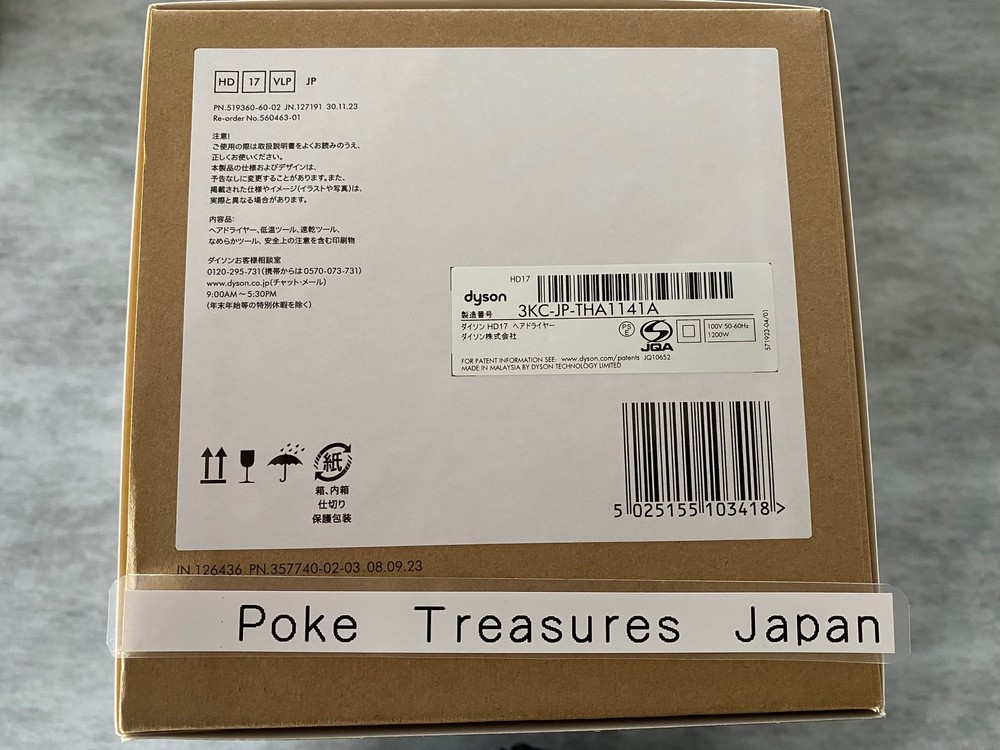 HD 17 VLP JP
PN.519360-60-02 JN.127191 30.11.23
Re-order No.560463-01
注意!
ご使用の際は取扱説明書をよくお読みのうえ、
正しくお使いください。
本製品の仕様およびデザインは、
予告なしに変更することがあります。また、
掲載された仕様やイメージ(イラストや写真)は、
実際と異なる場合があります。
内容品:
ヘアドライヤー、低温ツール、速乾ツール、
なめらかツール、安全上の注意を含む印刷物
ダイソンお客様相談室
0120-295-731(携帯からは0570-073-731)
www.dyson.co.jp(チャット・メール)
9:00AM～5:30PM
(年末年始等の特別休暇を除く)
HD17
dyson
製造番号 3KC-JP-THA1141A
ダイソン HD17 ヘアドライヤー
ダイソン株式会社
PS
E
JQA
100V 50-60Hz
1200W
571923-04/01
FOR PATENT INFORMATION SEE: www.dyson.com/patents JQ10652
MADE IN MALAYSIA BY DYSON TECHNOLOGY LIMITED
紙
箱、内箱
仕切り
保護包装
5 025155 103418 >
JN.126436 PN.357740-02-03 08.09.23
Poke Treasures Japan